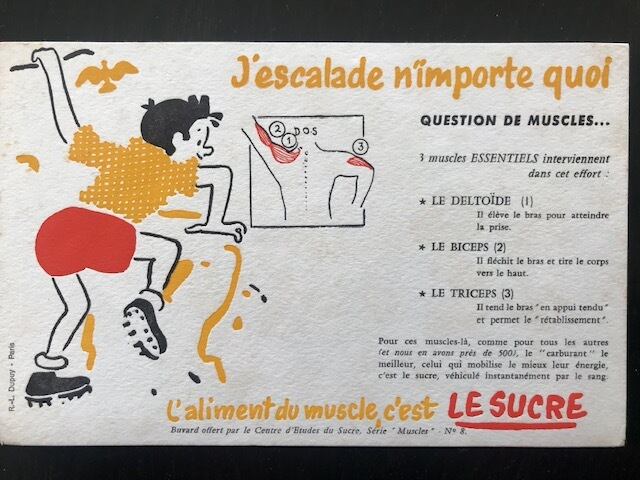 J'escalade n'importe quoi
QUESTION DE MUSCLES...
DOS
2
1
3
3 muscles ESSENTIELS interviennent
dans cet effort :
★ LE DELTOÏDE (1)
Il élève le bras pour atteindre
la prise.
★ LE BICEPS (2)
Il fléchit le bras et tire le corps
vers le haut.
★ LE TRICEPS (3)
Il tend le bras "en appui tendu"
et permet le "rétablissement".
Pour ces muscles-là, comme pour tous les autres
(et nous en avons près de 500), le "carburant" le
meilleur, celui qui mobilise le mieux leur énergie,
c'est le sucre, véhiculé instantanément par le sang.
L'aliment du muscle, c'est LE SUCRE
Buvard offert par le Centre d'Etudes du Sucre. Série "Muscles" - N° 8.
R.-L. Dupuy - Paris